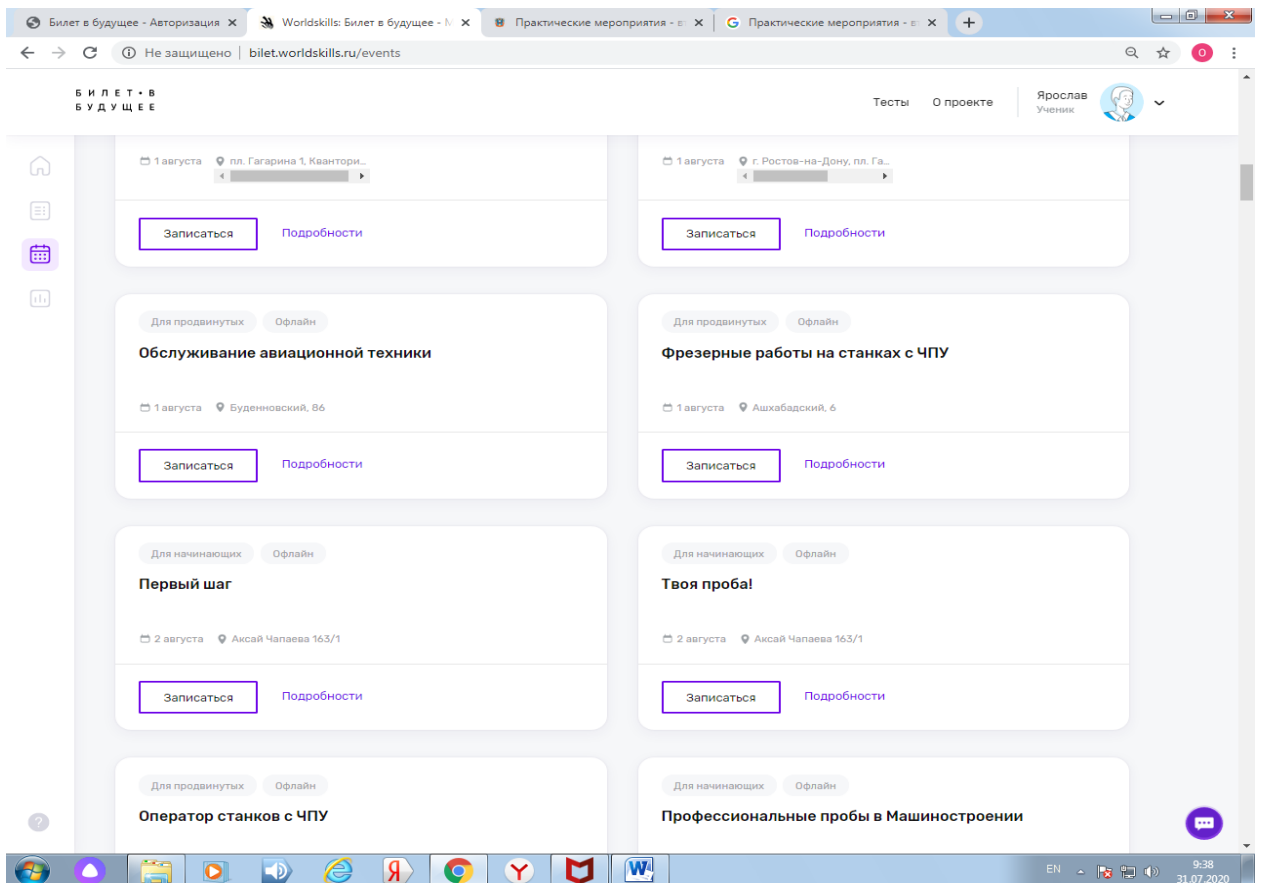 Билет в будущее - Авторизация
Worldskills: Билет в будущее - М
Практические мероприятия - вт
Практические мероприятия - в
Не защищено | bilet.worldskills.ru/events
О
БИЛЕТ•В
БУДУЩЕЕ
Тесты О проекте
Ярослав
Ученик
1 августа пл. Гагарина 1, Квантори...
1 августа г. Ростов-на-Дону, пл. Га...
Записаться Подробности
Записаться Подробности
Для продвинутых Офлайн
Обслуживание авиационной техники
1 августа Буденновский, 86
Записаться Подробности
Для продвинутых Офлайн
Фрезерные работы на станках с ЧПУ
1 августа Ашхабадский, 6
Записаться Подробности
Для начинающих Офлайн
Первый шаг
2 августа Аксай Чапаева 163/1
Записаться Подробности
Для начинающих Офлайн
Твоя проба!
2 августа Аксай Чапаева 163/1
Записаться Подробности
Для продвинутых Офлайн
Оператор станков с ЧПУ
Для начинающих Офлайн
Профессиональные пробы в Машиностроении
?
EN
9:38
31.07.2020